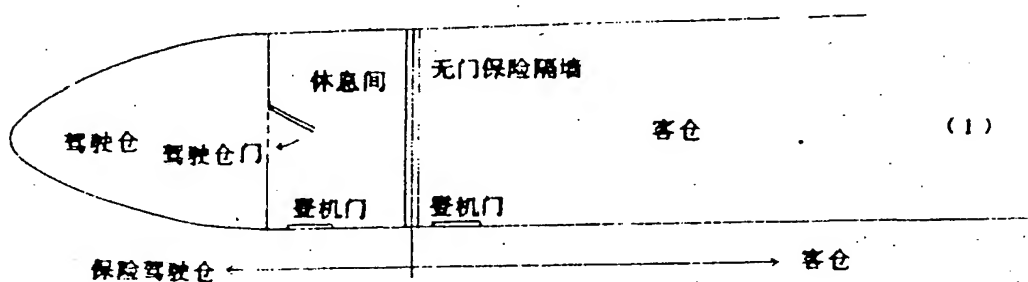 休息间
无门保险隔墙
驾驶仓
驾驶仓门
客仓
(1)
登机门
登机门
保险驾驶仓
客仓